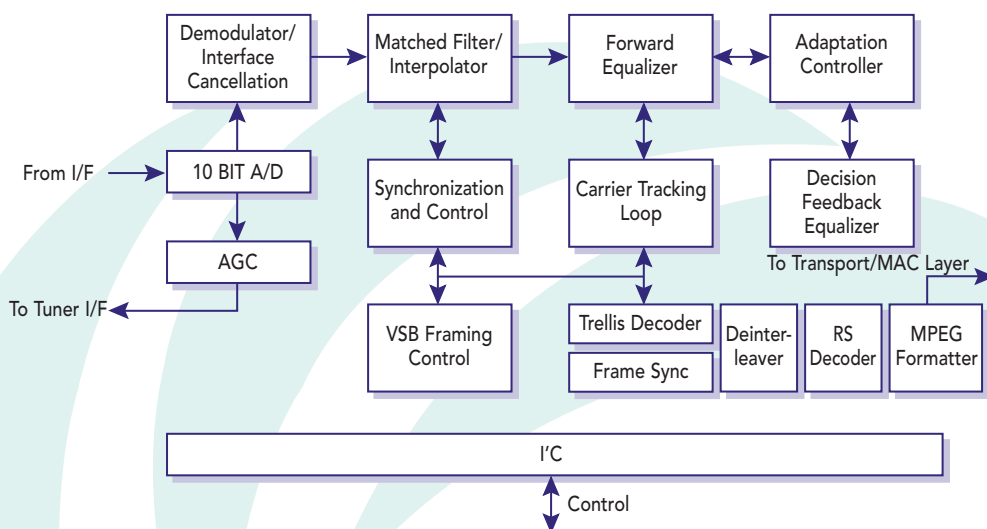 Demodulator/
Interface
Cancellation
Matched Filter/
Interpolator
Forward
Equalizer
Adaptation
Controller
From I/F
10 BIT A/D
Synchronization
and Control
Carrier Tracking
Loop
Decision
Feedback
Equalizer
AGC
To Transport/MAC Layer
To Tuner I/F
VSB Framing
Control
Trellis Decoder
Frame Sync
Deinter-
leaver
RS
Decoder
MPEG
Formatter
I'C
Control